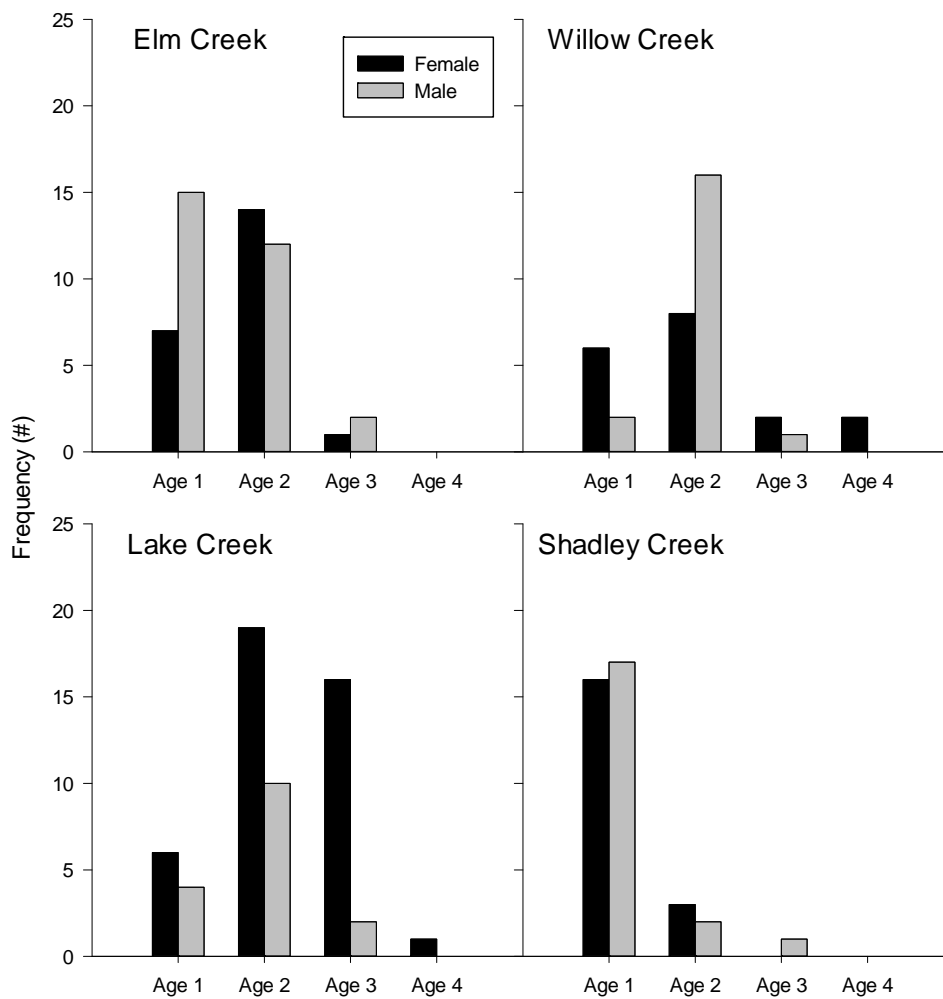 Elm Creek
Female
Male
25
20
15
10
5
0
Age 1 Age 2 Age 3 Age 4
Willow Creek
Age 1 Age 2 Age 3 Age 4
Frequency (#)
Lake Creek
25
20
15
10
5
0
Age 1 Age 2 Age 3 Age 4
Shadley Creek
Age 1 Age 2 Age 3 Age 4